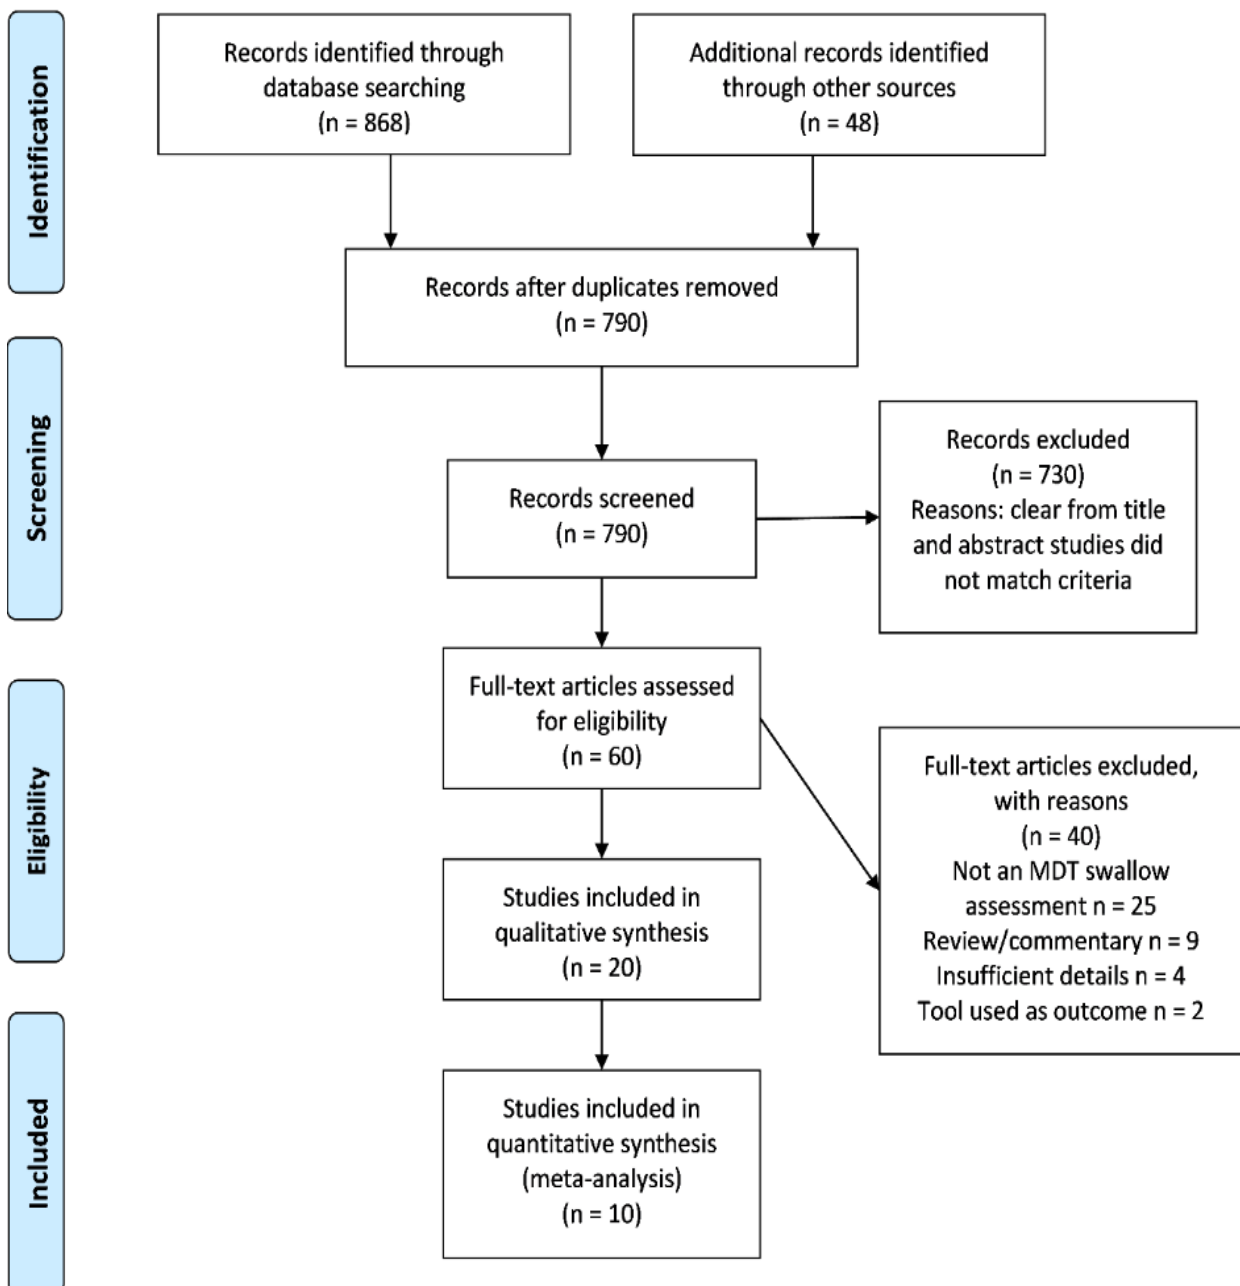 Identification
Records identified through
database searching
(n = 868)
Additional records identified
through other sources
(n = 48)
Records after duplicates removed
(n = 790)
Screening
Records screened
(n = 790)
Records excluded
(n = 730)
Reasons: clear from title
and abstract studies did
not match criteria
Eligibility
Full-text articles assessed
for eligibility
(n = 60)
Full-text articles excluded,
with reasons
(n = 40)
Not an MDT swallow
assessment n = 25
Review/commentary n = 9
Insufficient details n = 4
Tool used as outcome n = 2
Studies included in
qualitative synthesis
(n = 20)
Included
Studies included in
quantitative synthesis
(meta-analysis)
(n = 10)